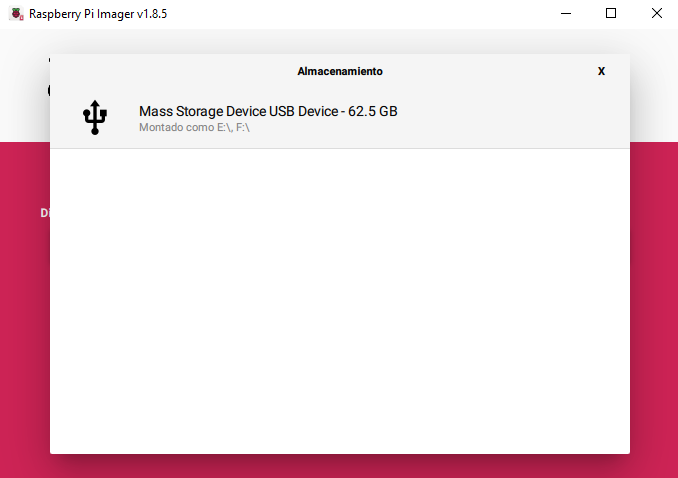 Raspberry Pi Imager v1.8.5
Almacenamiento
X
Mass Storage Device USB Device - 62.5 GB
Montado como E:\, F:\